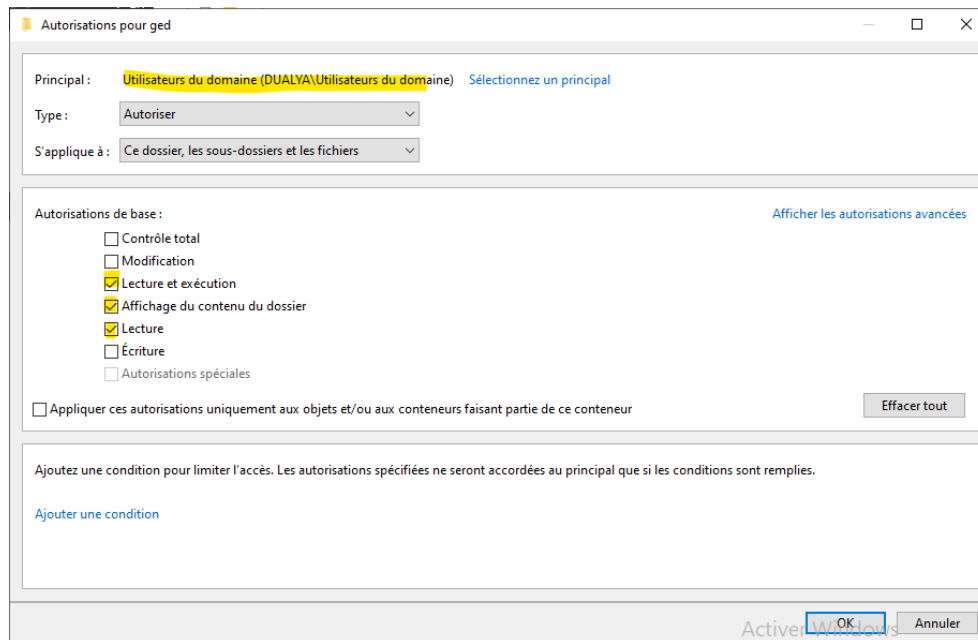 Autorisations pour ged
Principal : Utilisateurs du domaine (DUALYA\Utilisateurs du domaine) Sélectionnez un principal
Type : Autoriser
S'applique à : Ce dossier, les sous-dossiers et les fichiers
Autorisations de base : Afficher les autorisations avancées
Contrôle total
Modification
Lecture et exécution
Affichage du contenu du dossier
Lecture
Écriture
Autorisations spéciales
Appliquer ces autorisations uniquement aux objets et/ou aux conteneurs faisant partie de ce conteneur Effacer tout
Ajoutez une condition pour limiter l'accès. Les autorisations spécifiées ne seront accordées au principal que si les conditions sont remplies.
Ajouter une condition
Activer Windows
OK Annuler